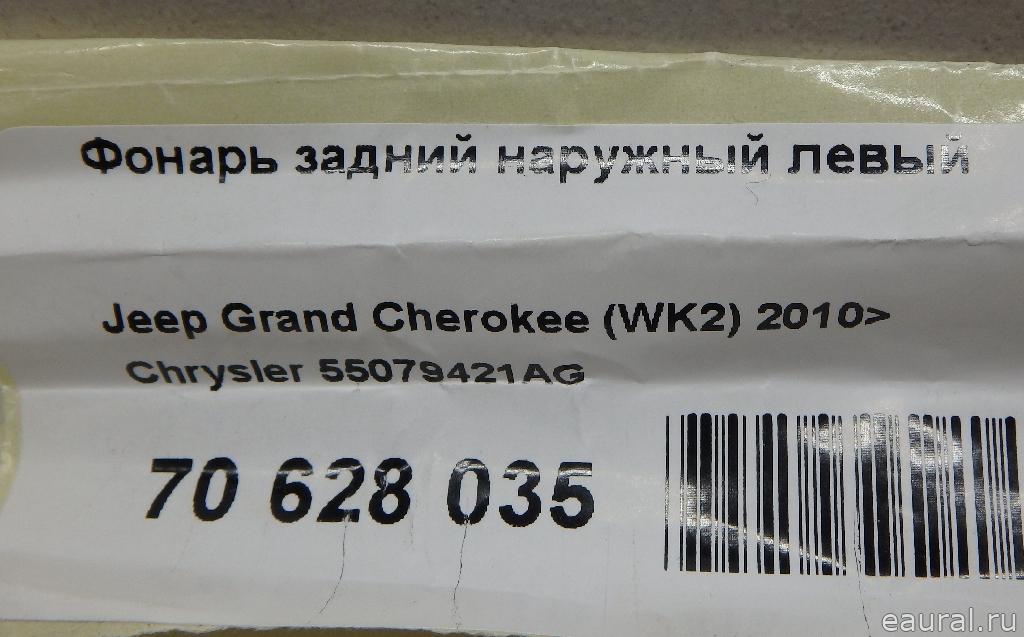 Фонарь задний наружный левый
Jeep Grand Cherokee (WK2) 2010>
Chrysler 55079421AG
70 628 035
eaural.ru